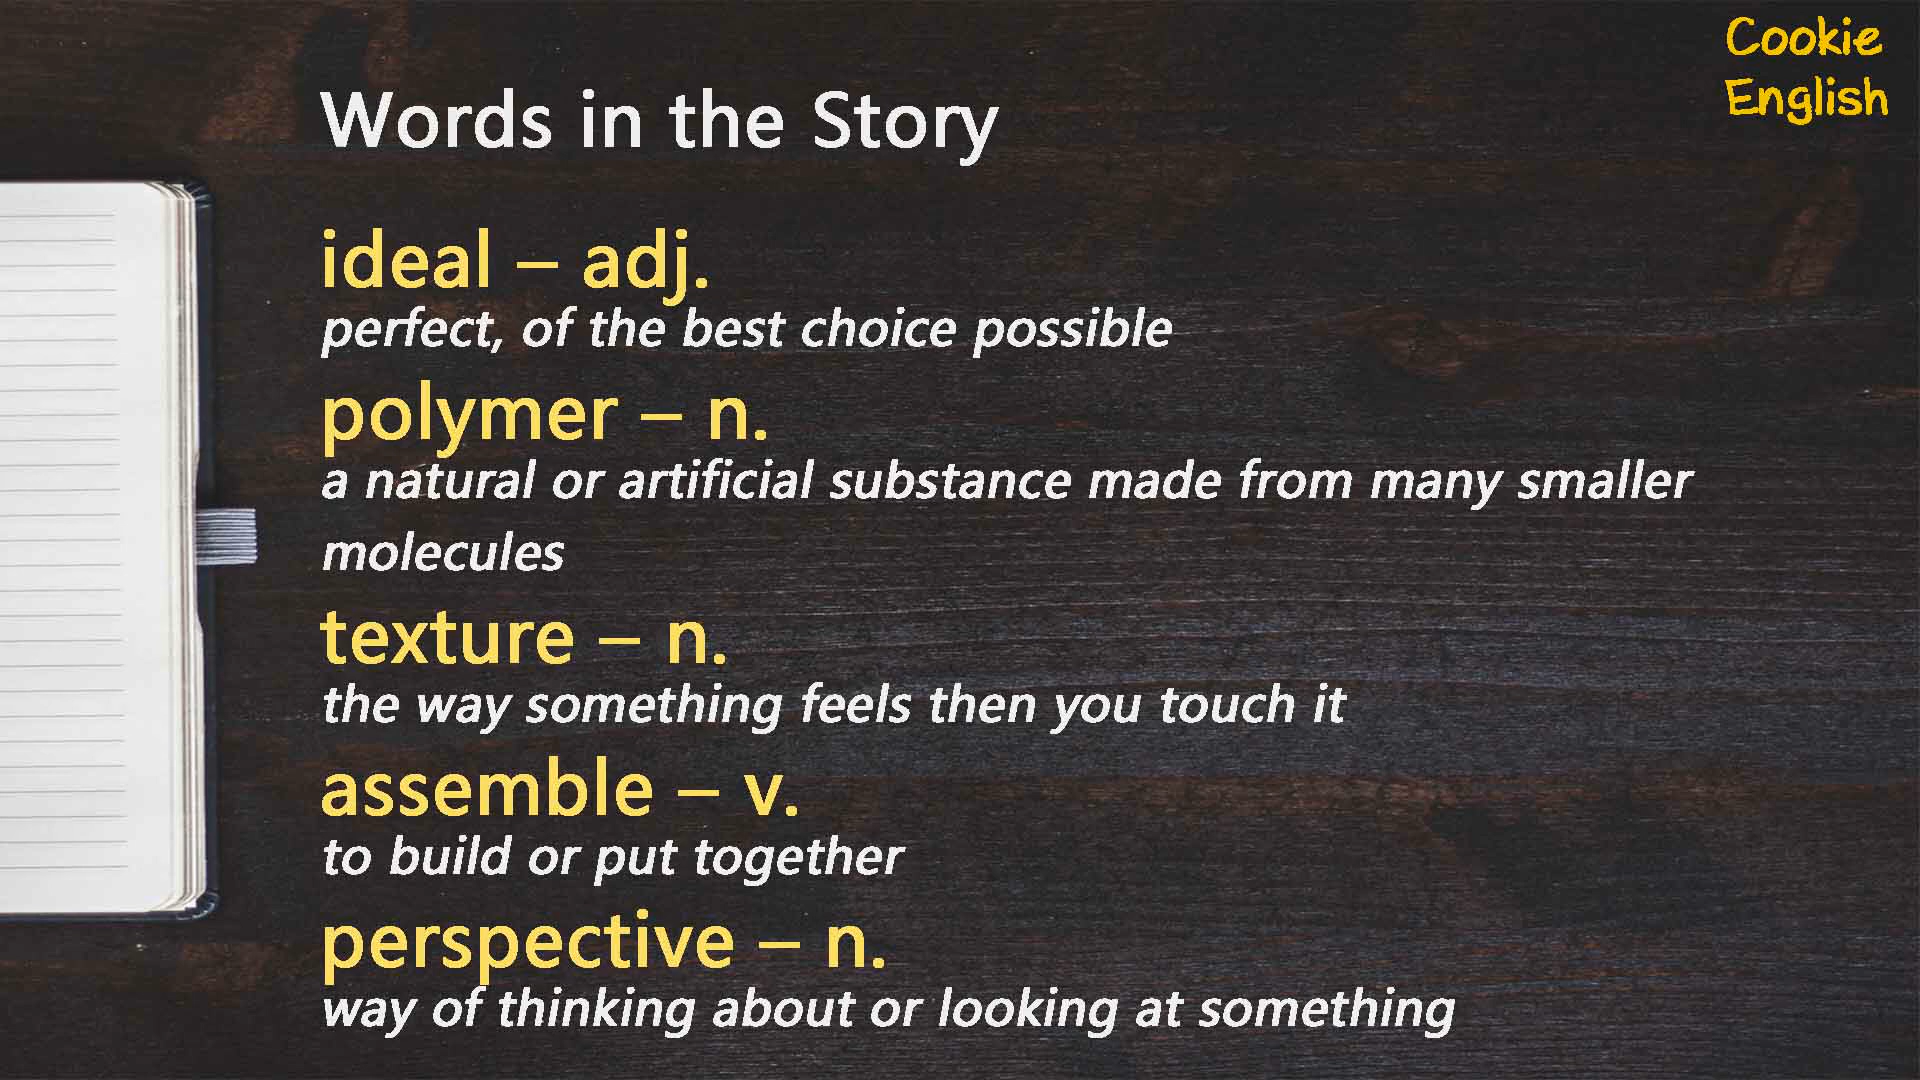 Cookie
English
Words in the Story
ideal – adj.
perfect, of the best choice possible
polymer – n.
a natural or artificial substance made from many smaller
molecules
texture – n.
the way something feels then you touch it
assemble – v.
to build or put together
perspective – n.
way of thinking about or looking at something